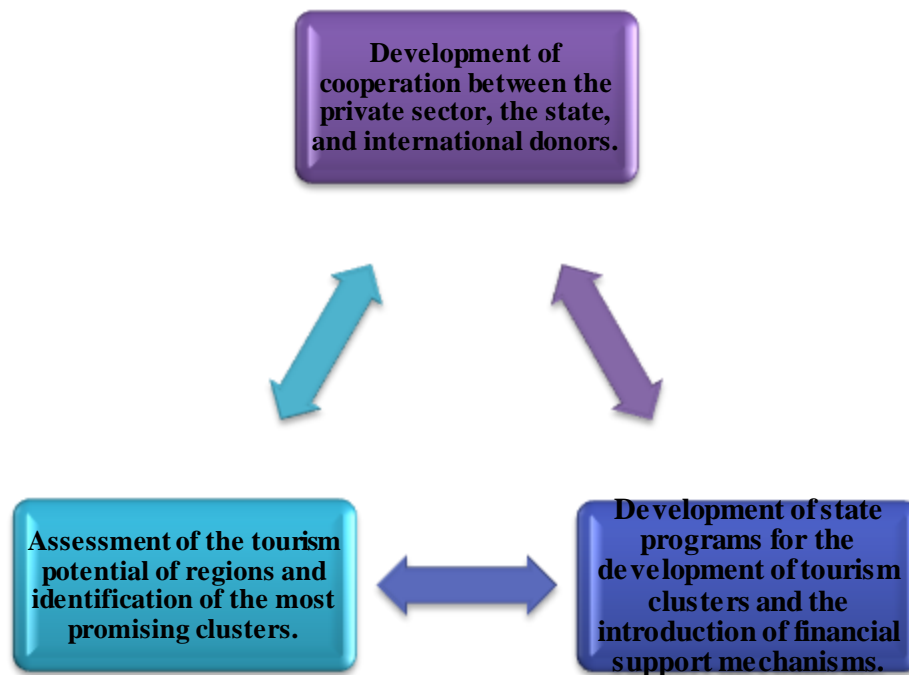 Development of
cooperation between the
private sector, the state,
and international donors.
Assessment of the tourism
potential of regions and
identification of the most
promising clusters.
Development of state
programs for the
development of tourism
clusters and the
introduction of financial
support mechanisms.